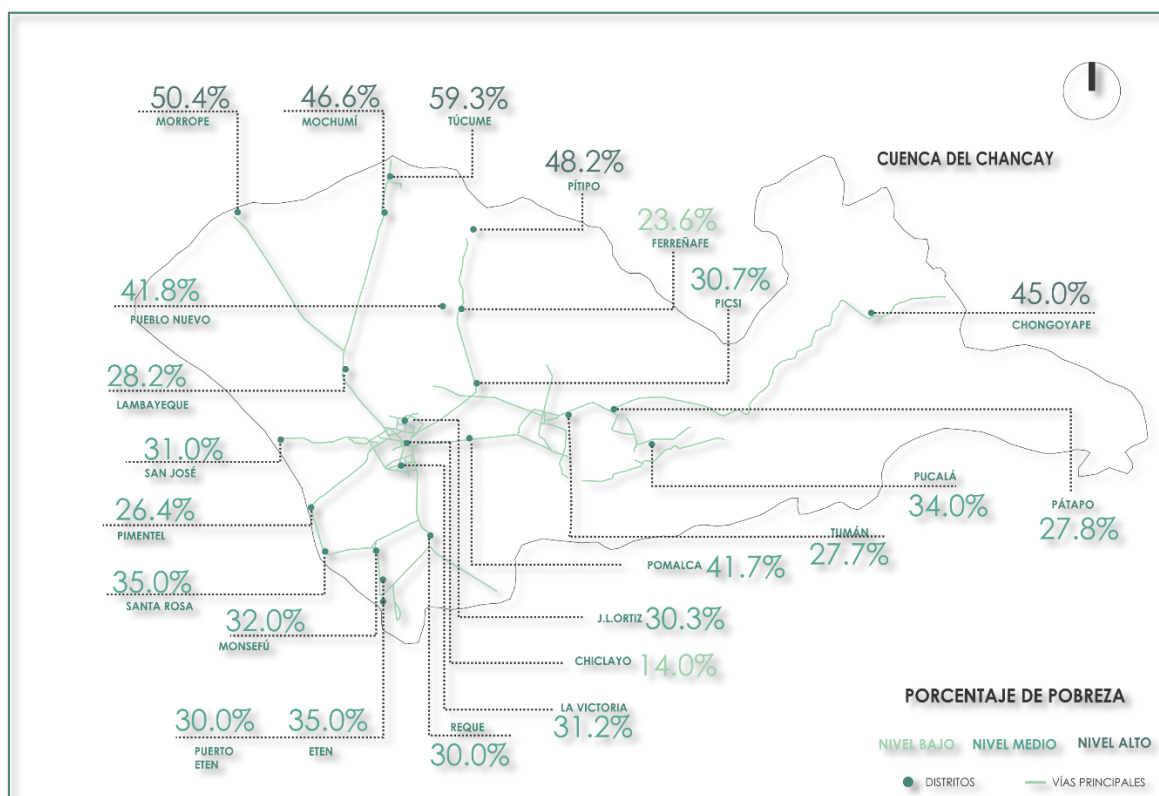 50.4%
MORROPE
46.6%
MOCHUMÍ
59.3%
TÚCUME
48.2%
PÍTIPO
CUENCA DEL CHANCAY
23.6%
FERREÑAFE
30.7%
PICSI
41.8%
PUEBLO NUEVO
45.0%
CHONGOYAPE
28.2%
LAMBAYEQUE
31.0%
SAN JOSÉ
PUCALÁ
34.0%
PÁTAPO
27.8%
26.4%
PIMENTEL
TUMÁN
27.7%
POMALCA 41.7%
35.0%
SANTA ROSA
32.0%
MONSEFÚ
J.L.ORTIZ 30.3%
CHICLAYO 14.0%
LA VICTORIA
31.2%
30.0%
PUERTO
ETEN
35.0%
ETEN
REQUE
30.0%
PORCENTAJE DE POBREZA
NIVEL BAJO NIVEL MEDIO NIVEL ALTO
DISTRITOS VÍAS PRINCIPALES